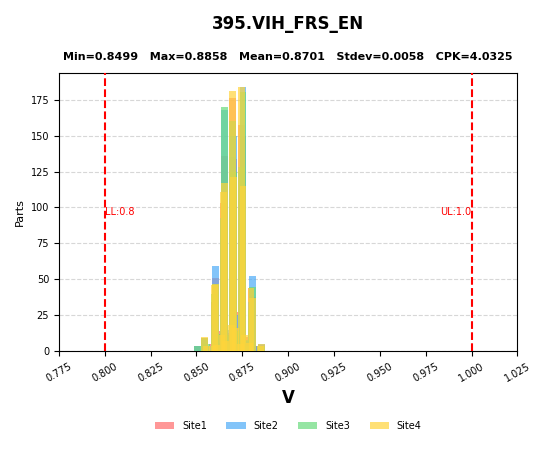 395.VIH_FRS_EN
Min=0.8499 Max=0.8858 Mean=0.8701 Stdev=0.0058 CPK=4.0325
175
150
125
100
75
50
25
0
Parts
LL:0.8
UL:1.0
0.775
0.800
0.825
0.850
0.875
0.900
0.925
0.950
0.975
1.000
1.025
V
Site1
Site2
Site3
Site4